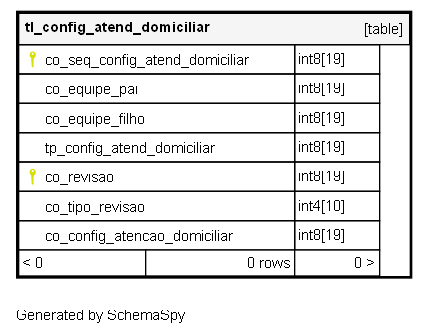 tl_config_atend_domiciliar [table]
co_seq_config_atend_domiciliar int8[19]
co_equipe_pai int8[19]
co_equipe_filho int8[19]
tp_config_atend_domiciliar int8[19]
co_revisao int8[19]
co_tipo_revisao int4[10]
co_config_atencao_domiciliar int8[19]
< 0 0 rows 0 >
Generated by SchemaSpy